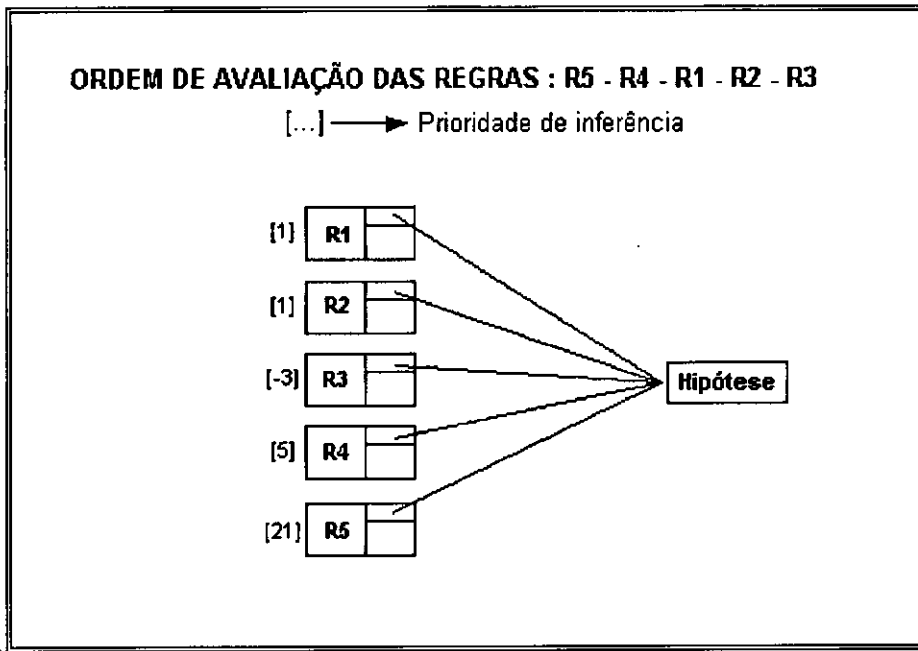 ORDEM DE AVALIAÇÃO DAS REGRAS : R5 - R4 - R1 - R2 - R3
[...] Prioridade de inferência
[1] R1
[1] R2
[-3] R3
Hipótese
[5] R4
[21] R5